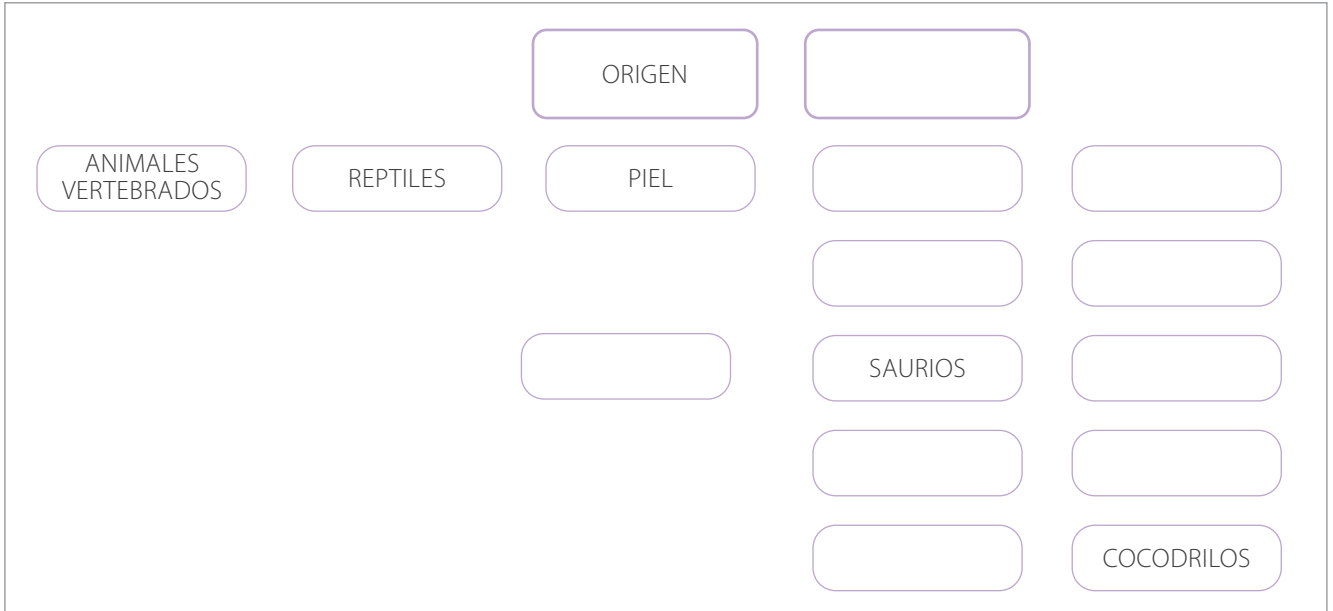 ORIGEN
ANIMALES
VERTEBRADOS
REPTILES
PIEL
SAURIOS
COCODRILOS